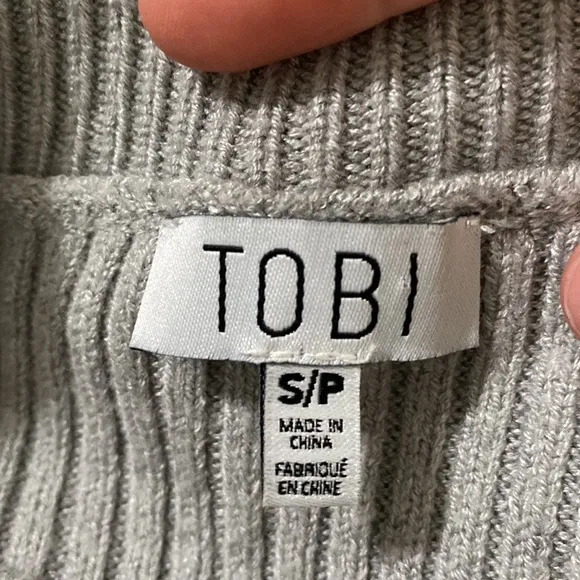 TOBI
S/P
MADE IN
CHINA
FABRIQUÉ
EN CHINE